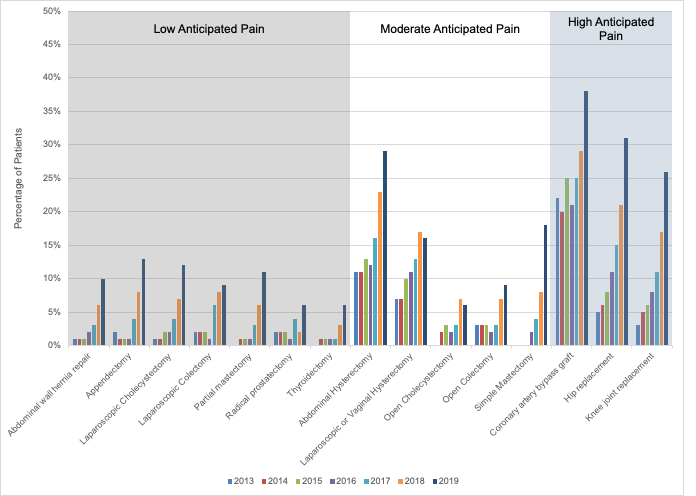 50%
45%
40%
35%
30%
25%
20%
15%
10%
5%
0%
Percentage of Patients
Low Anticipated Pain
Moderate Anticipated Pain
High Anticipated
Pain
Abdominal wall hernia repair
Appendectomy
Laparoscopic Cholecystectomy
Laparoscopic Colectomy
Partial mastectomy
Radical prostatectomy
Thyroidectomy
Abdominal Hysterectomy
Laparoscopic or Vaginal Hysterectomy
Open Cholecystectomy
Open Colectomy
Simple Mastectomy
Coronary artery bypass graft
Hip replacement
Knee joint replacement
2013 2014 2015 2016 2017 2018 2019